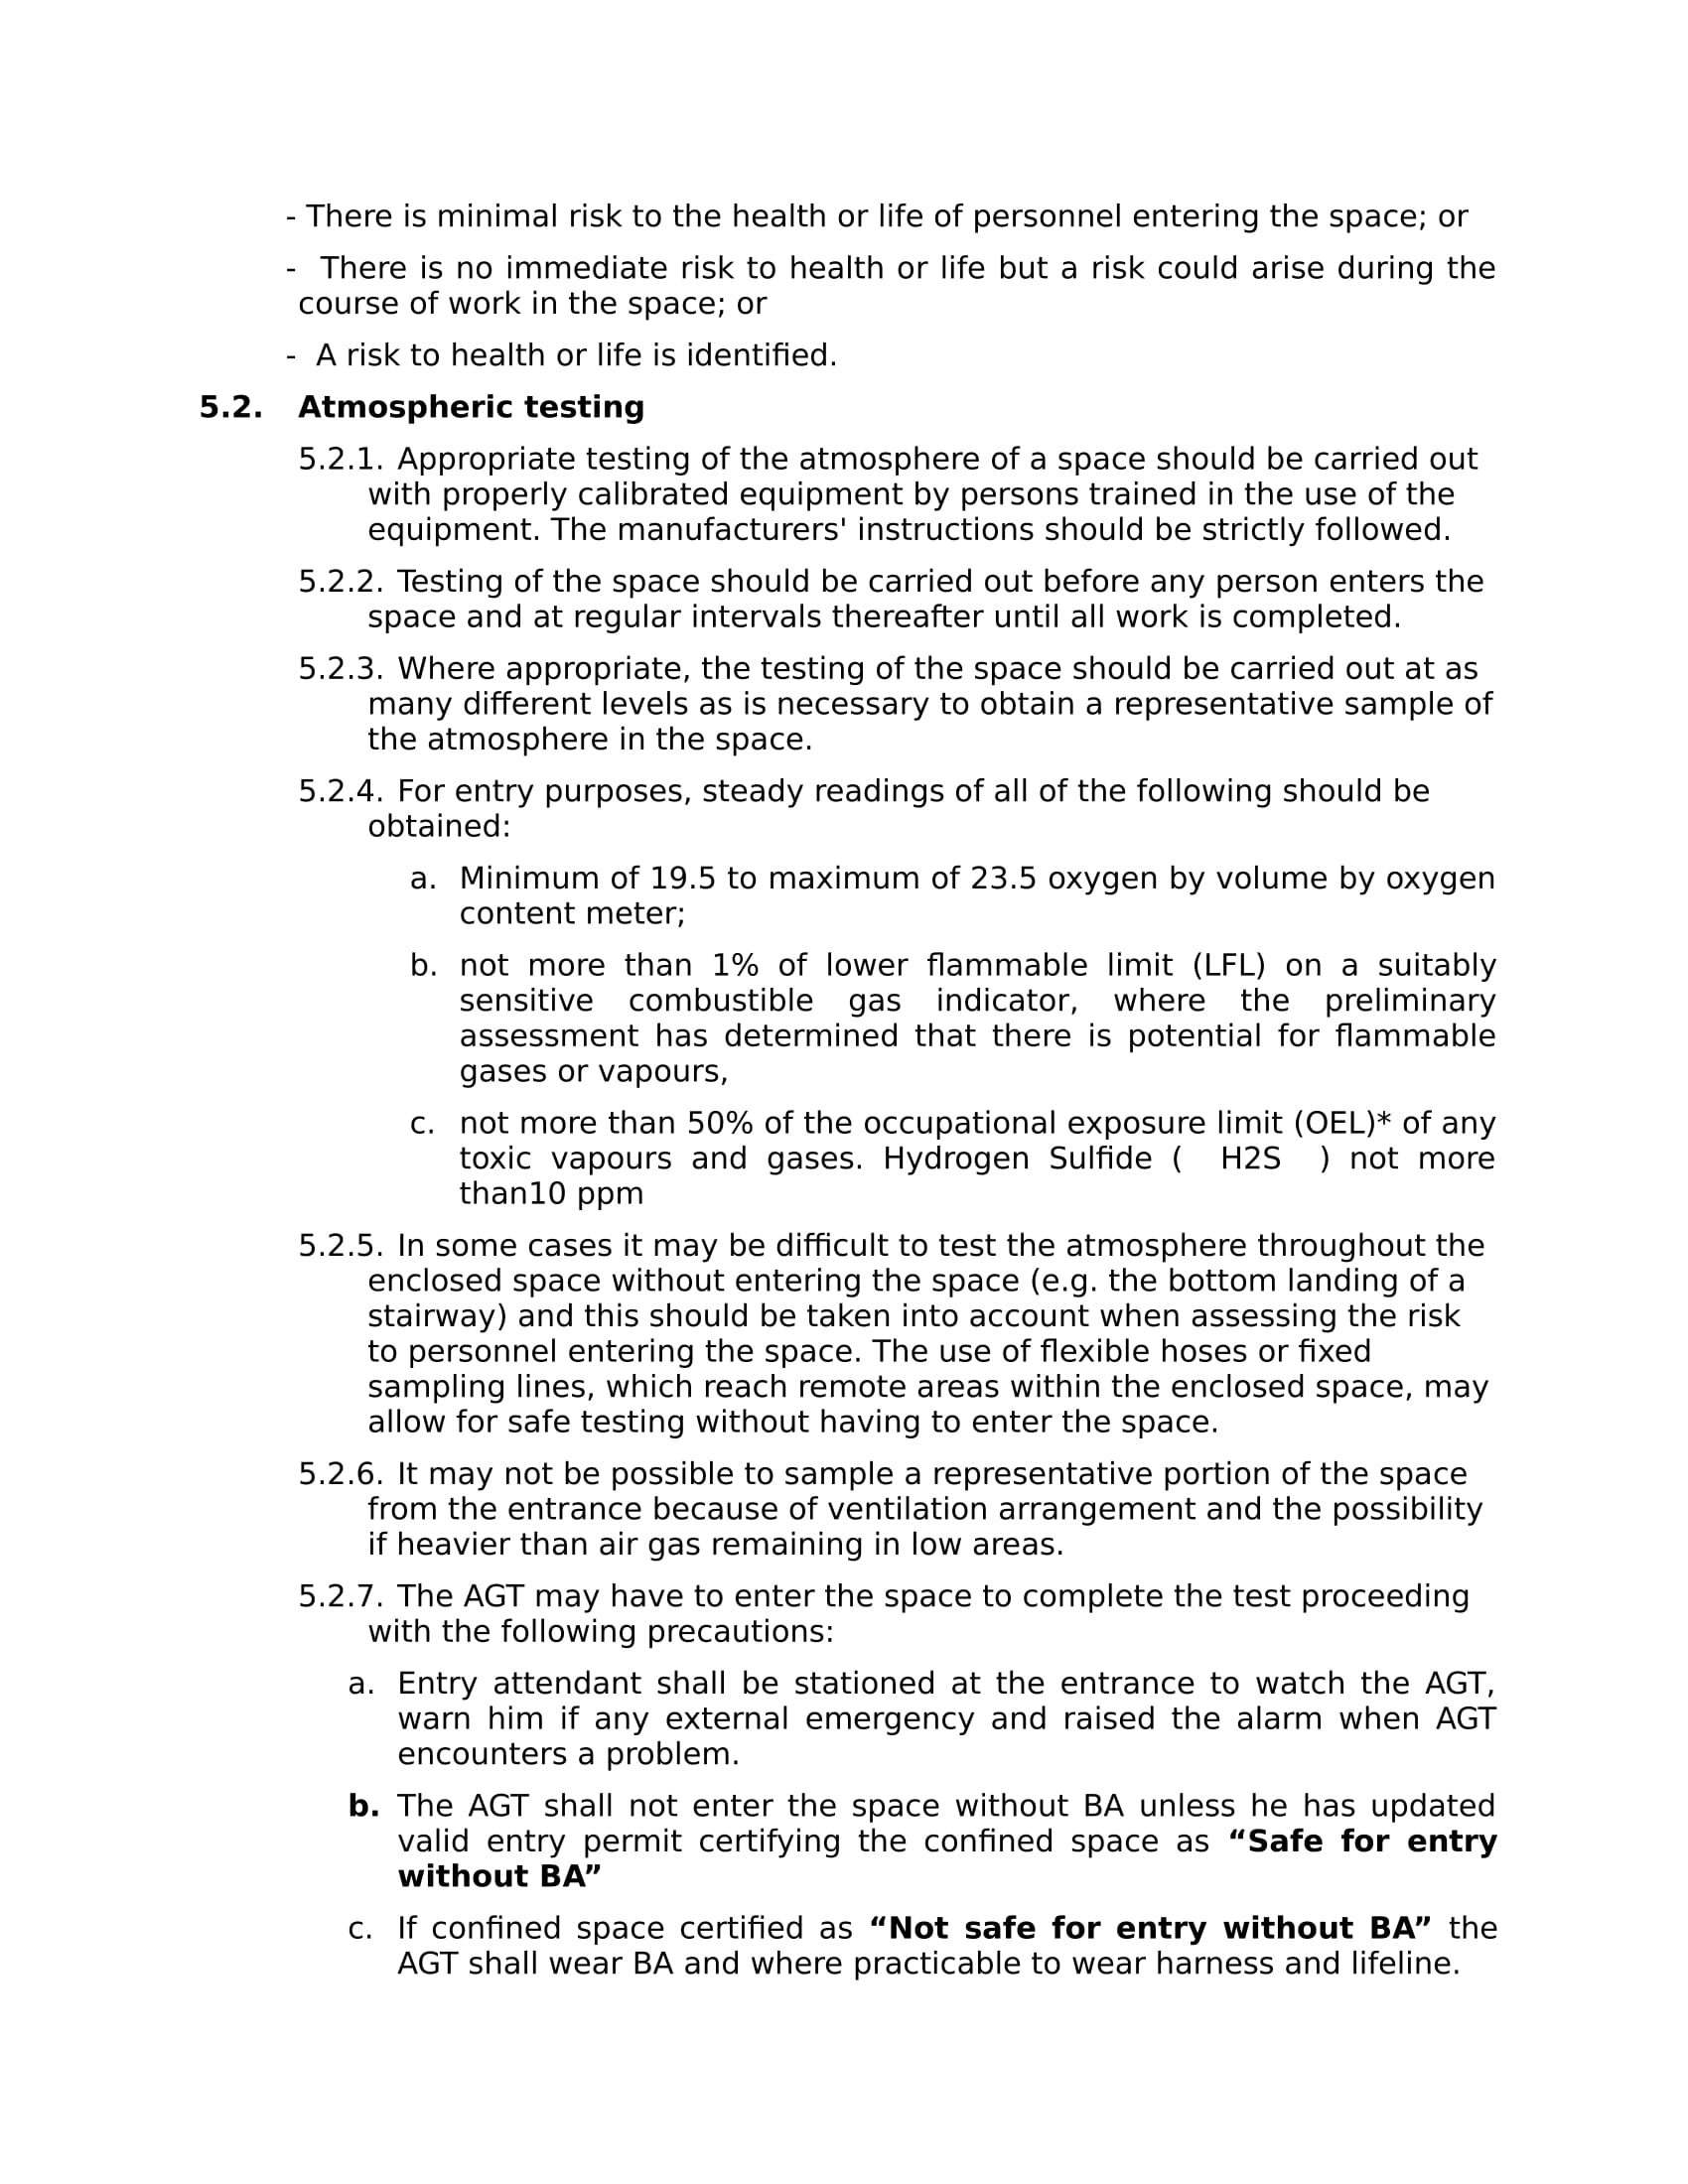 - There is minimal risk to the health or life of personnel entering the space; or
- There is no immediate risk to health or life but a risk could arise during the
course of work in the space; or
- A risk to health or life is identified.
5.2. Atmospheric testing
5.2.1. Appropriate testing of the atmosphere of a space should be carried out
with properly calibrated equipment by persons trained in the use of the
equipment. The manufacturers' instructions should be strictly followed.
5.2.2. Testing of the space should be carried out before any person enters the
space and at regular intervals thereafter until all work is completed.
5.2.3. Where appropriate, the testing of the space should be carried out at as
many different levels as is necessary to obtain a representative sample of
the atmosphere in the space.
5.2.4. For entry purposes, steady readings of all of the following should be
obtained:
a. Minimum of 19.5 to maximum of 23.5 oxygen by volume by oxygen
content meter;
b. not more than 1% of lower flammable limit (LFL) on a suitably
sensitive combustible gas indicator, where the preliminary
assessment has determined that there is potential for flammable
gases or vapours,
c. not more than 50% of the occupational exposure limit (OEL)* of any
toxic vapours and gases. Hydrogen Sulfide ( H2S ) not more
than10 ppm
5.2.5. In some cases it may be difficult to test the atmosphere throughout the
enclosed space without entering the space (e.g. the bottom landing of a
stairway) and this should be taken into account when assessing the risk
to personnel entering the space. The use of flexible hoses or fixed
sampling lines, which reach remote areas within the enclosed space, may
allow for safe testing without having to enter the space.
5.2.6. It may not be possible to sample a representative portion of the space
from the entrance because of ventilation arrangement and the possibility
if heavier than air gas remaining in low areas.
5.2.7. The AGT may have to enter the space to complete the test proceeding
with the following precautions:
a. Entry attendant shall be stationed at the entrance to watch the AGT,
warn him if any external emergency and raised the alarm when AGT
encounters a problem.
b. The AGT shall not enter the space without BA unless he has updated
valid entry permit certifying the confined space as “Safe for entry
without BA”
c. If confined space certified as “Not safe for entry without BA” the
AGT shall wear BA and where practicable to wear harness and lifeline.